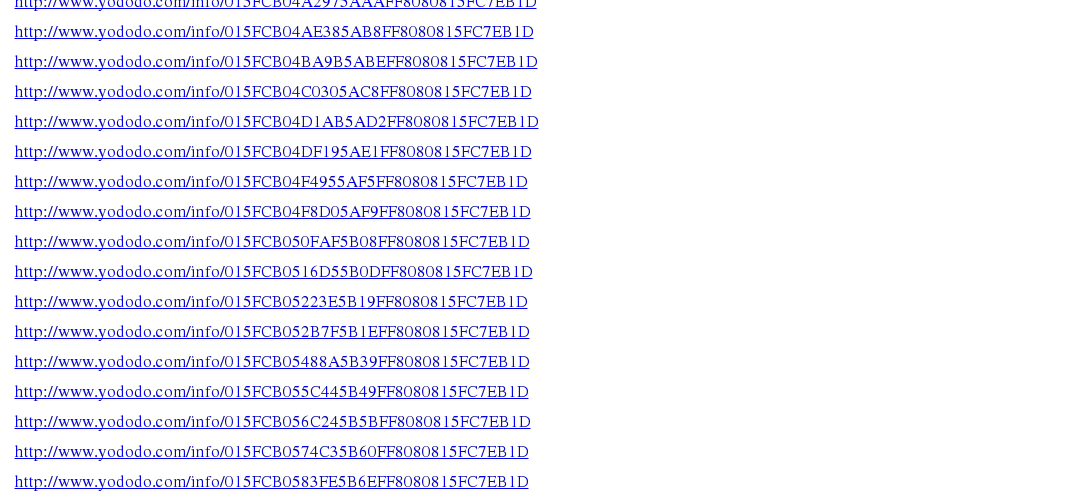 http://www.yododo.com/info/015FCB04A2975AAAFF8080815FC7EB1D
http://www.yododo.com/info/015FCB04AE385AB8FF8080815FC7EB1D
http://www.yododo.com/info/015FCB04BA9B5ABEFF8080815FC7EB1D
http://www.yododo.com/info/015FCB04C0305AC8FF8080815FC7EB1D
http://www.yododo.com/info/015FCB04D1AB5AD2FF8080815FC7EB1D
http://www.yododo.com/info/015FCB04DF195AE1FF8080815FC7EB1D
http://www.yododo.com/info/015FCB04F4955AF5FF8080815FC7EB1D
http://www.yododo.com/info/015FCB04F8D05AF9FF8080815FC7EB1D
http://www.yododo.com/info/015FCB050FAF5B08FF8080815FC7EB1D
http://www.yododo.com/info/015FCB0516D55B0DFF8080815FC7EB1D
http://www.yododo.com/info/015FCB05223E5B19FF8080815FC7EB1D
http://www.yododo.com/info/015FCB052B7F5B1EFF8080815FC7EB1D
http://www.yododo.com/info/015FCB05488A5B39FF8080815FC7EB1D
http://www.yododo.com/info/015FCB055C445B49FF8080815FC7EB1D
http://www.yododo.com/info/015FCB056C245B5BFF8080815FC7EB1D
http://www.yododo.com/info/015FCB0574C35B60FF8080815FC7EB1D
http://www.yododo.com/info/015FCB0583FE5B6EFF8080815FC7EB1D